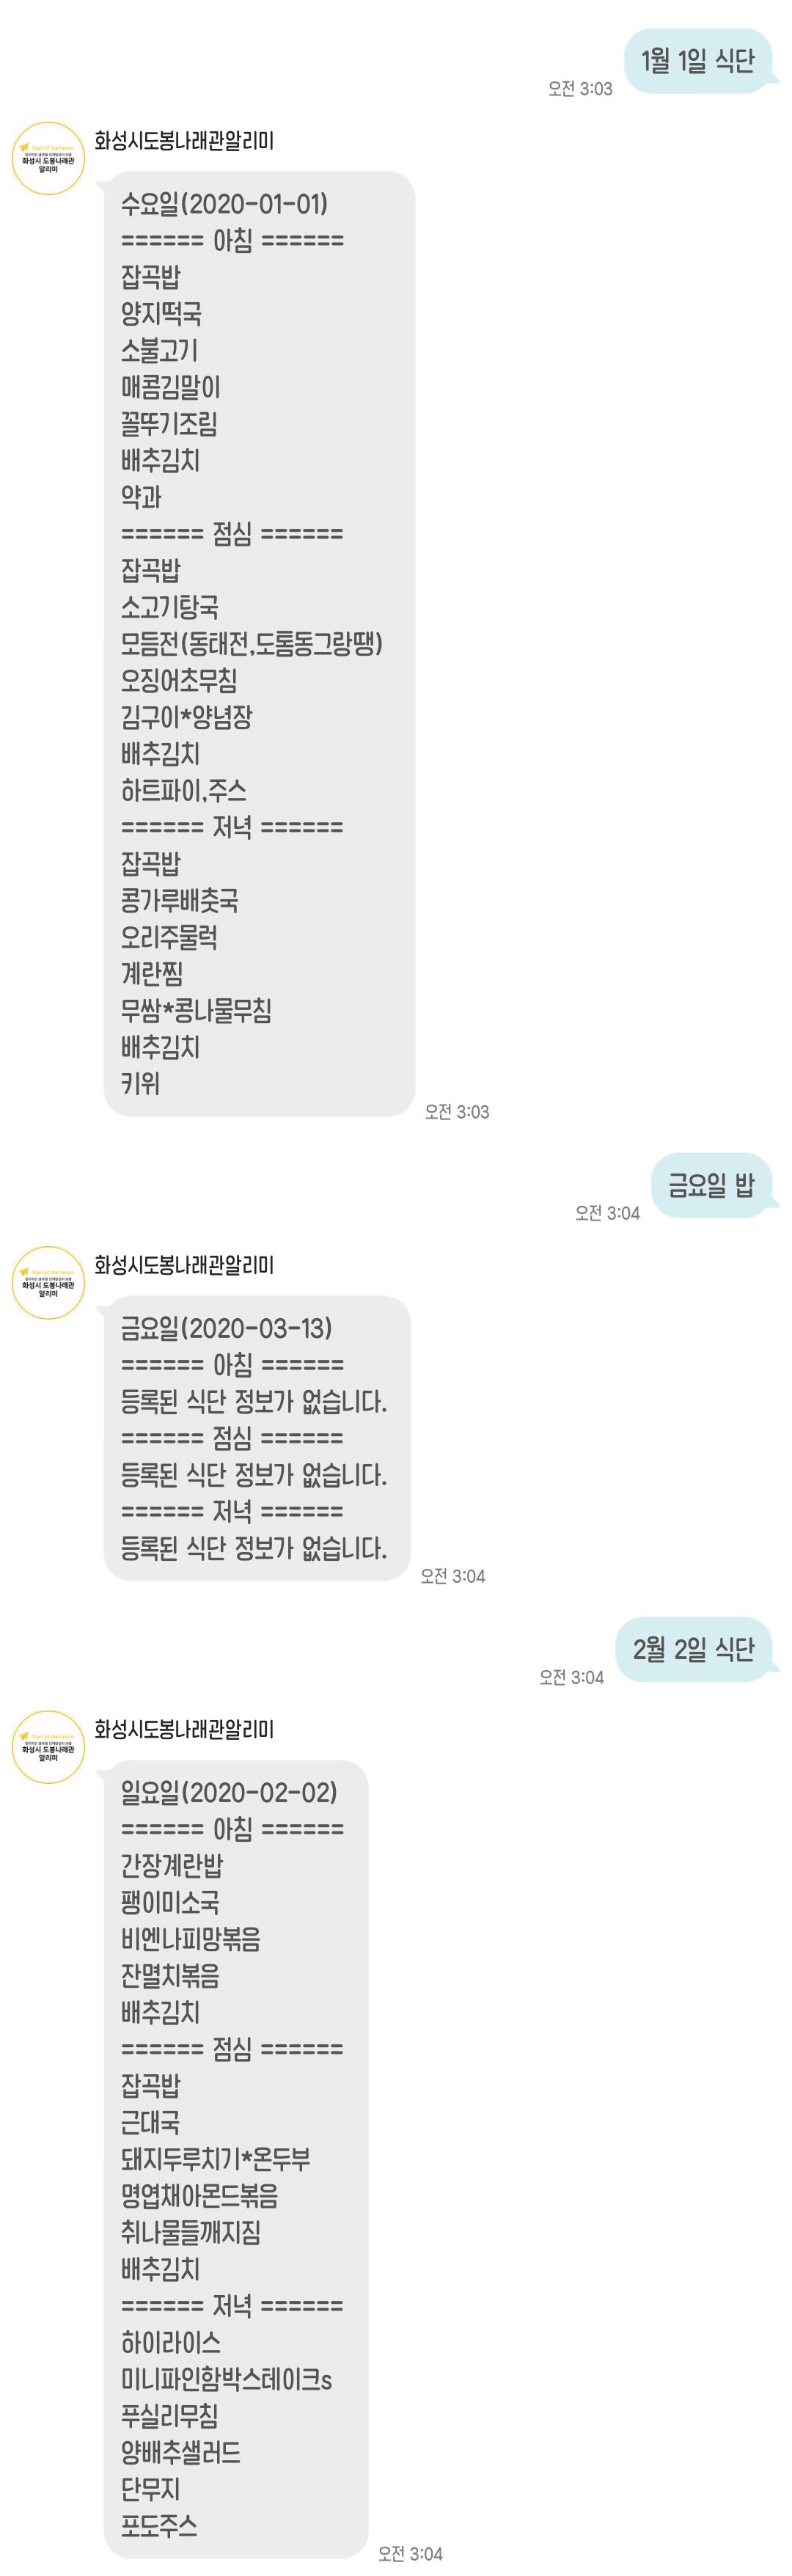 1월 1일 식단
오전 3:03
Start of the Future
화성시 도봉나래관
알리미
화성시도봉나래관알리미
수요일(2020-01-01)
====== 아침 ======
잡곡밥
양지떡국
소불고기
매콤김말이
꼴뚜기조림
배추김치
약과
====== 점심 ======
잡곡밥
소고기탕국
모듬전(동태전,도톰동그랑땡)
오징어초무침
김구이*양념장
배추김치
하트파이,주스
====== 저녁 ======
잡곡밥
콩가루배춧국
오리주물럭
계란찜
무쌈*콩나물무침
배추김치
키위
오전 3:03
금요일 밥
오전 3:04
Start of the Future
화성시 도봉나래관
알리미
화성시도봉나래관알리미
금요일(2020-03-13)
====== 아침 ======
등록된 식단 정보가 없습니다.
====== 점심 ======
등록된 식단 정보가 없습니다.
====== 저녁 ======
등록된 식단 정보가 없습니다.
오전 3:04
2월 2일 식단
오전 3:04
Start of the Future
화성시 도봉나래관
알리미
화성시도봉나래관알리미
일요일(2020-02-02)
====== 아침 ======
간장계란밥
팽이미소국
비엔나피망볶음
잔멸치볶음
배추김치
====== 점심 ======
잡곡밥
근대국
돼지두루치기*온두부
명엽채아몬드볶음
취나물들깨지짐
배추김치
====== 저녁 ======
하이라이스
미니파인함박스테이크s
푸실리무침
양배추샐러드
단무지
포도주스
오전 3:04